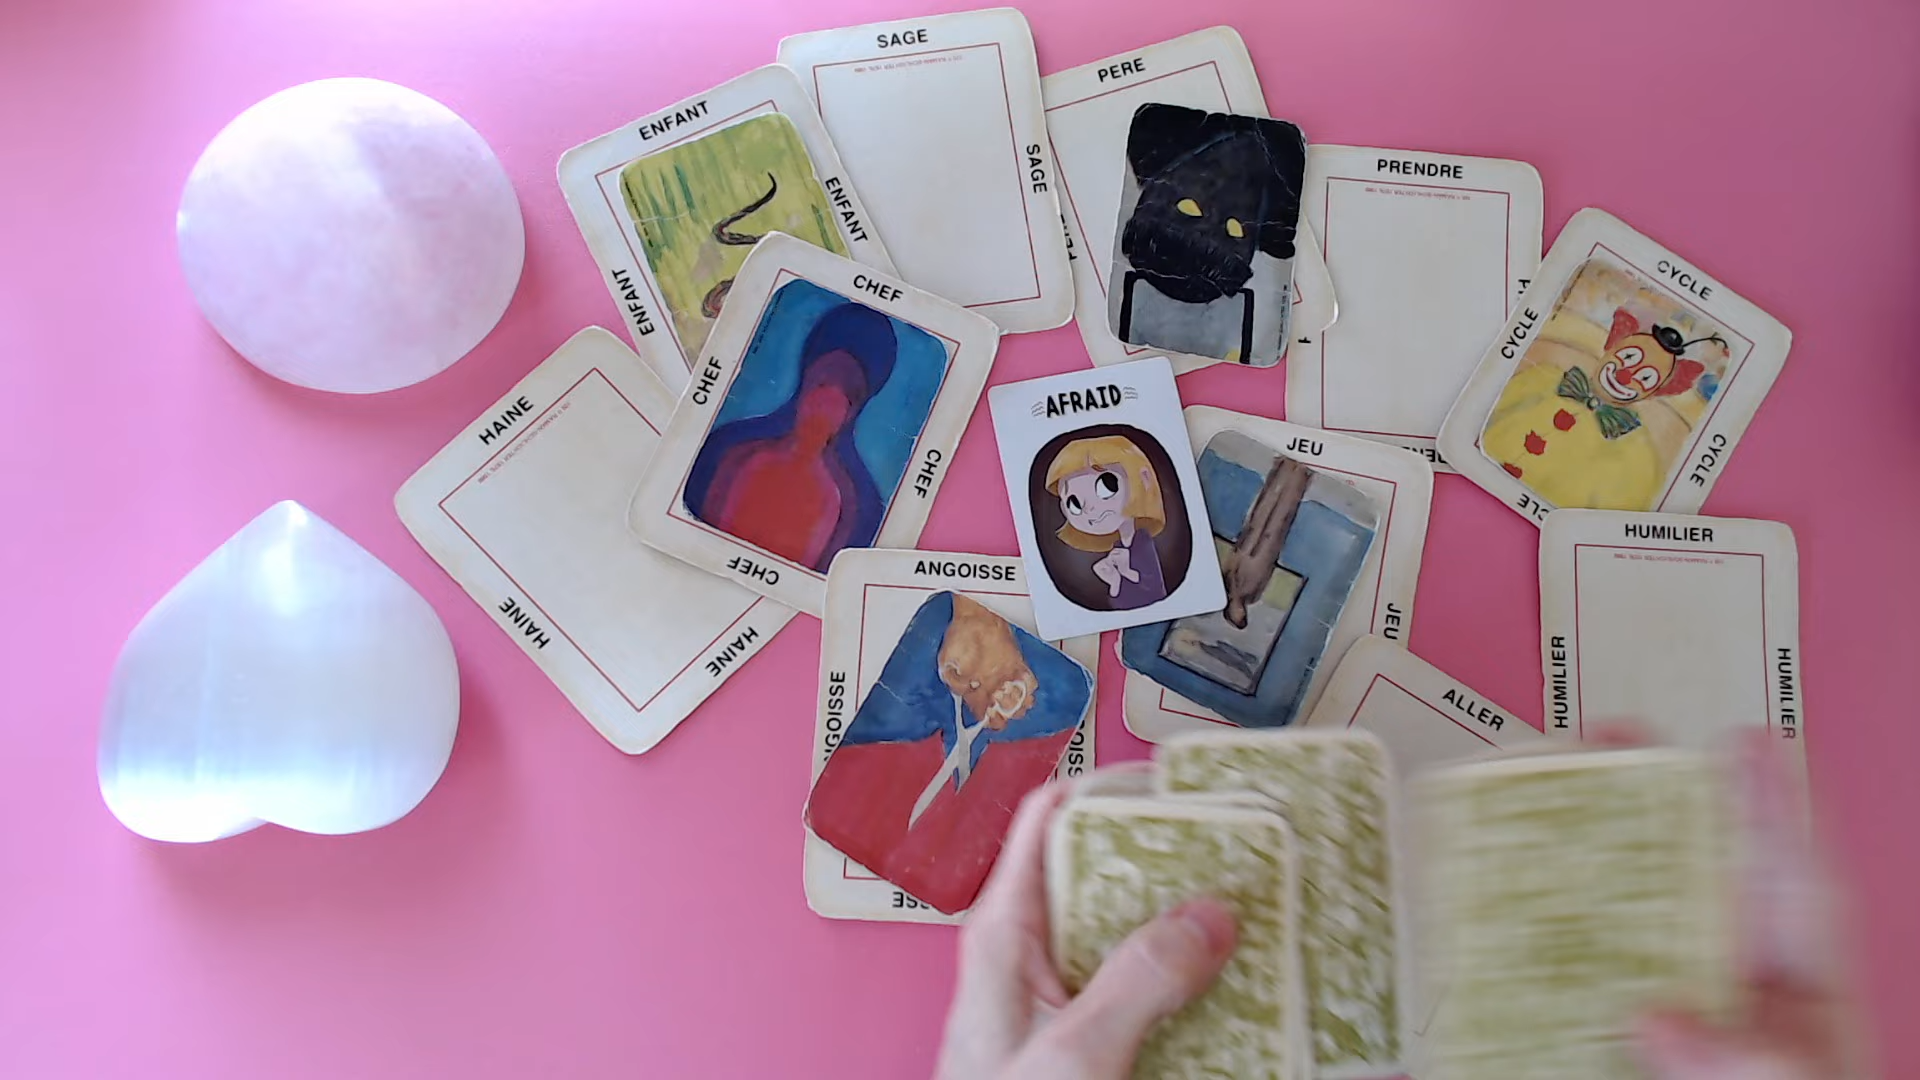 SAGE
SAGE
PERE
ENFANT
ENFANT
ENFANT
PRENDRE
CYCLE
CYCLE
CYCLE
CHEF
CHEF
CHEF
CHEF
HAINE
HAINE
HAINE
AFRAID
JEU
JEU
ANGOISSE
HUMILIER
HUMILIER
HUMILIER
ALLER